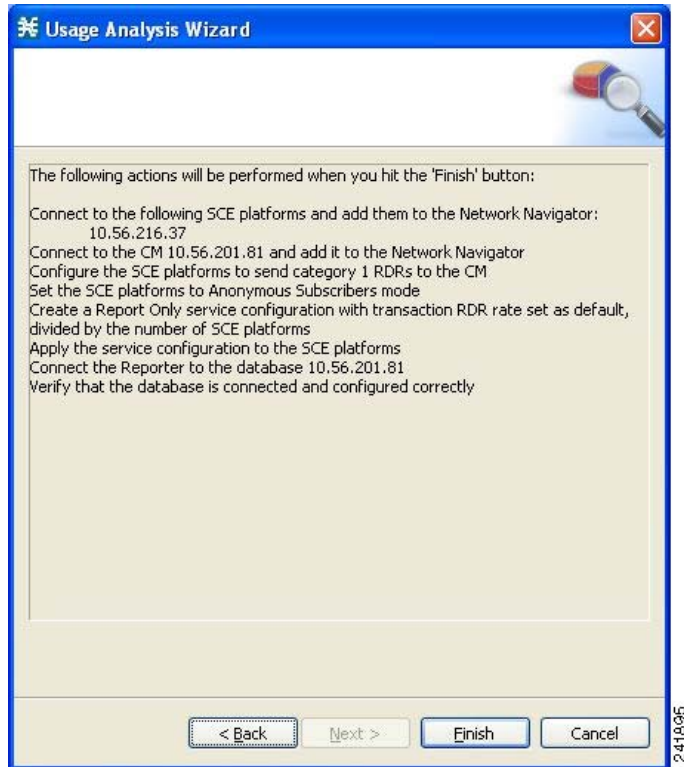 Usage Analysis Wizard
The following actions will be performed when you hit the 'Finish' button:
Connect to the following SCE platforms and add them to the Network Navigator:
10.56.216.37
Connect to the CM 10.56.201.81 and add it to the Network Navigator
Configure the SCE platforms to send category 1 RDRs to the CM
Set the SCE platforms to Anonymous Subscribers mode
Create a Report Only service configuration with transaction RDR rate set as default,
divided by the number of SCE platforms
Apply the service configuration to the SCE platforms
Connect the Reporter to the database 10.56.201.81
Verify that the database is connected and configured correctly
< Back Next > Finish Cancel
241895